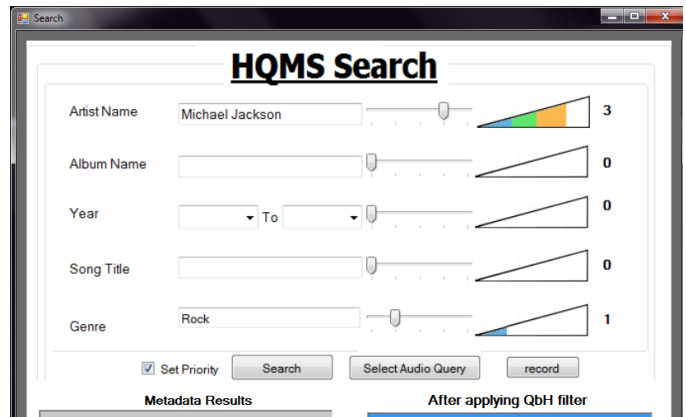 Search
HQMS Search
Artist Name Michael Jackson 3
Album Name 0
Year To 0
Song Title 0
Genre Rock 1
Set Priority Search Select Audio Query record
Metadata Results After applying QbH filter